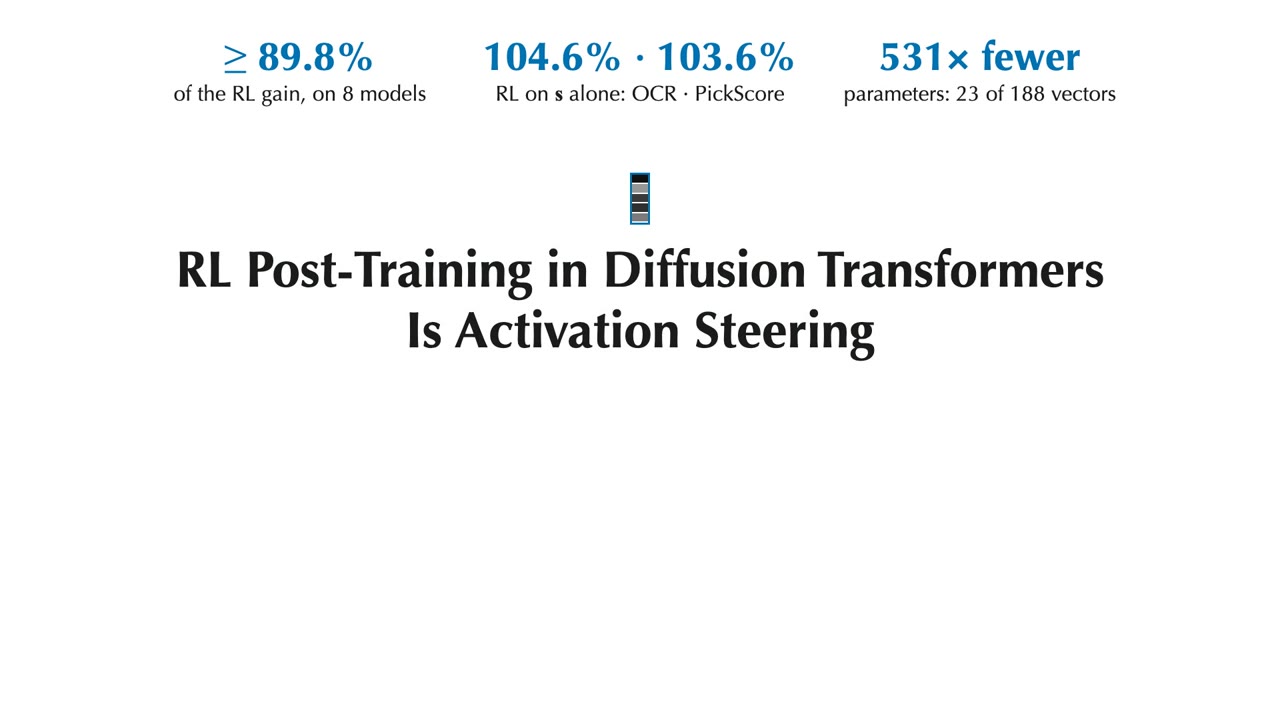 ≥ 89.8%
of the RL gain, on 8 models
104.6% · 103.6%
RL on s alone: OCR · PickScore
531× fewer
parameters: 23 of 188 vectors
RL Post-Training in Diffusion Transformers
Is Activation Steering